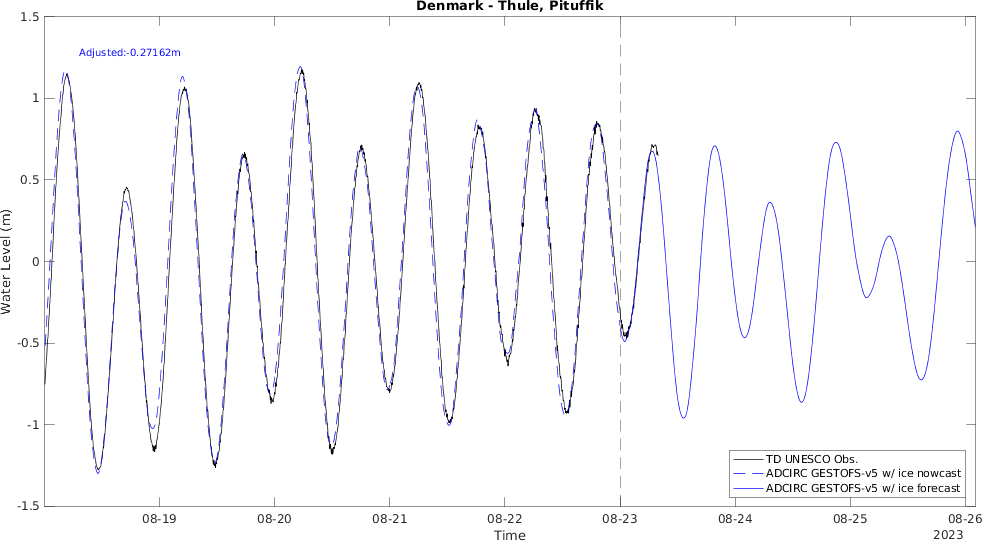 Denmark - Thule, Pituffik
1.5
Adjusted:-0.27162m
1
0.5
0
-0.5
-1
-1.5
Water Level (m)
TD UNESCO Obs.
ADCIRC GESTOFS-v5 w/ ice nowcast
ADCIRC GESTOFS-v5 w/ ice forecast
08-19 08-20 08-21 08-22 08-23 08-24 08-25 08-26
Time
2023